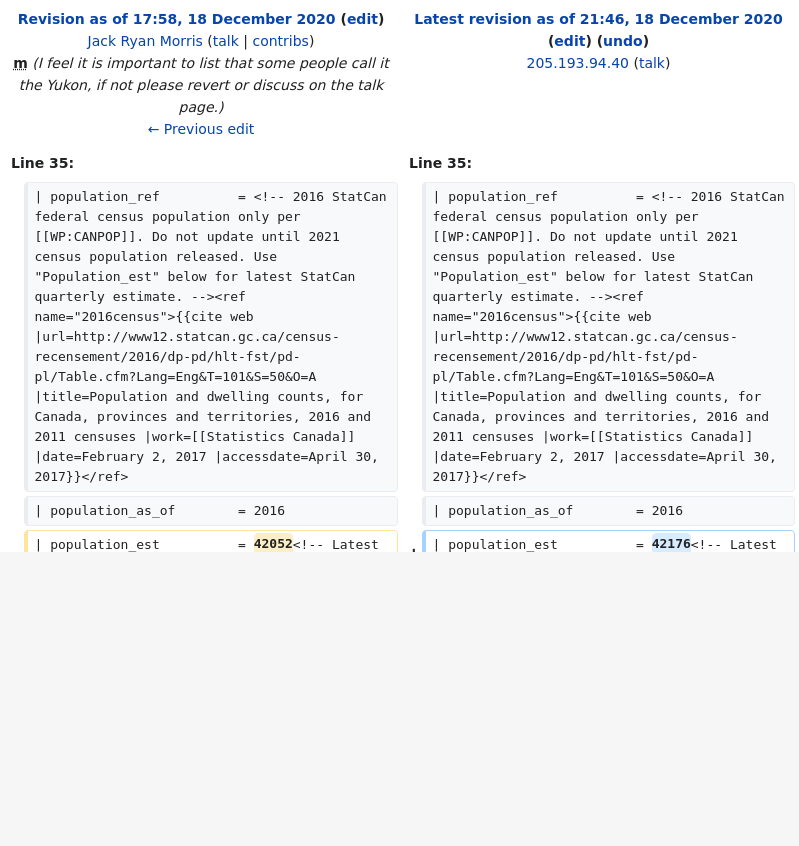 Revision as of 17:58, 18 December 2020 (edit)
Jack Ryan Morris (talk | contribs)
m (I feel it is important to list that some people call it
the Yukon, if not please revert or discuss on the talk
page.)
← Previous edit
Latest revision as of 21:46, 18 December 2020
(edit) (undo)
205.193.94.40 (talk)
Line 35:
| population_ref          = <!-- 2016 StatCan
federal census population only per
[[WP:CANPOP]]. Do not update until 2021
census population released. Use
"Population_est" below for latest StatCan
quarterly estimate. --><ref
name="2016census">{{cite web
|url=http://www12.statcan.gc.ca/census-
recensement/2016/dp-pd/hlt-fst/pd-
pl/Table.cfm?Lang=Eng&T=101&S=50&O=A
|title=Population and dwelling counts, for
Canada, provinces and territories, 2016 and
2011 censuses |work=[[Statistics Canada]]
|date=February 2, 2017 |accessdate=April 30,
2017}}</ref>
| population_as_of        = 2016
| population_est          = 42052<!-- Latest
Line 35:
| population_ref          = <!-- 2016 StatCan
federal census population only per
[[WP:CANPOP]]. Do not update until 2021
census population released. Use
"Population_est" below for latest StatCan
quarterly estimate. --><ref
name="2016census">{{cite web
|url=http://www12.statcan.gc.ca/census-
recensement/2016/dp-pd/hlt-fst/pd-
pl/Table.cfm?Lang=Eng&T=101&S=50&O=A
|title=Population and dwelling counts, for
Canada, provinces and territories, 2016 and
2011 censuses |work=[[Statistics Canada]]
|date=February 2, 2017 |accessdate=April 30,
2017}}</ref>
| population_as_of        = 2016
| population_est          = 42176<!-- Latest